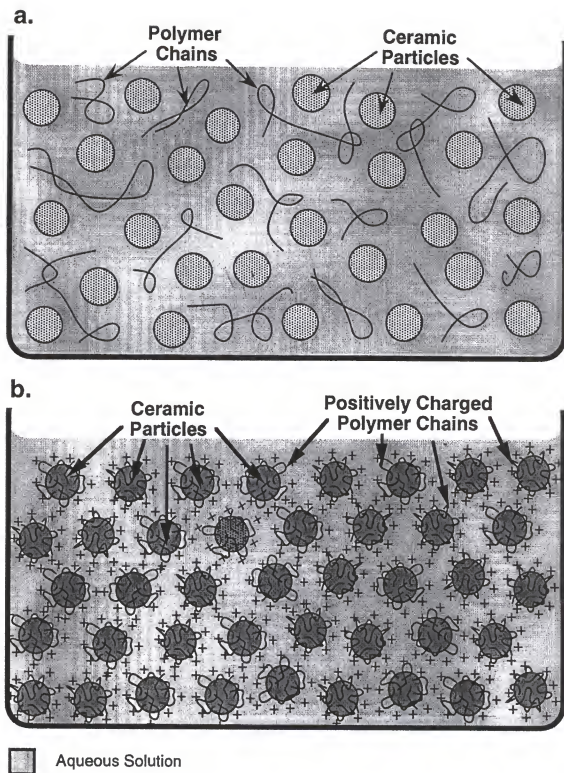 a.
Polymer
Chains
Ceramic
Particles
b.
Ceramic
Particles
Positively Charged
Polymer Chains
Aqueous Solution